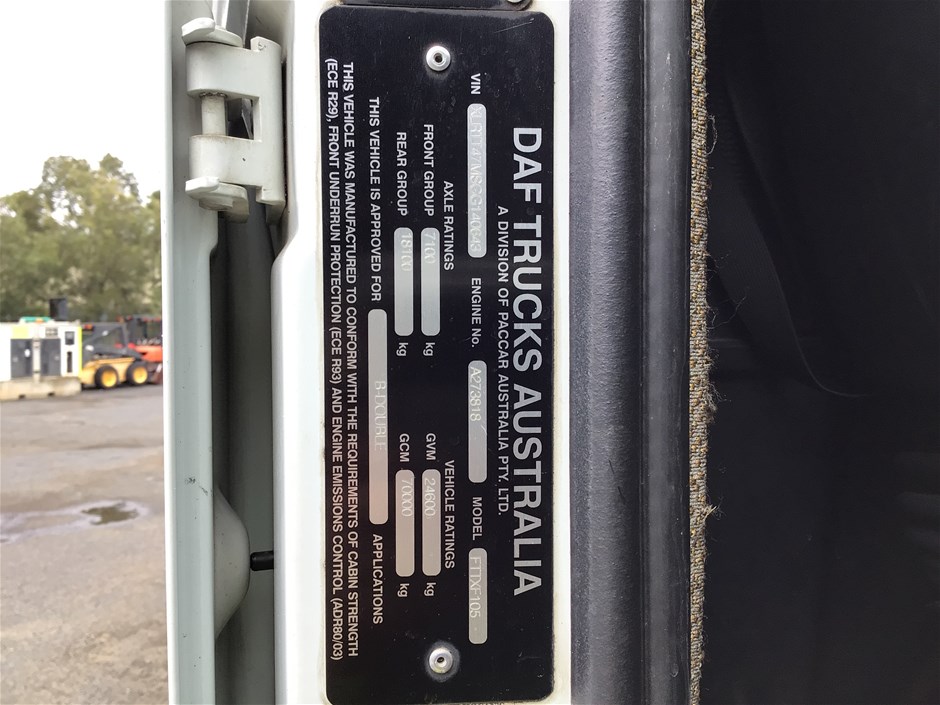 DAF TRUCKS AUSTRALIA
A DIVISION OF PACCAR AUSTRALIA PTY. LTD.
VIN ENGINE No. A273818 MODEL FTTXF105
AXLE RATINGS VEHICLE RATINGS
FRONT GROUP 7100 kg GVM 24600 kg
REAR GROUP 18100 kg GCM 70000 kg
THIS VEHICLE IS APPROVED FOR B-DOUBLE APPLICATIONS
THIS VEHICLE WAS MANUFACTURED TO CONFORM WITH THE REQUIREMENTS OF CABIN STRENGTH
(ECE R29), FRONT UNDERRUN PROTECTION (ECE R93) AND ENGINE EMISSIONS CONTROL (ADR80/03)